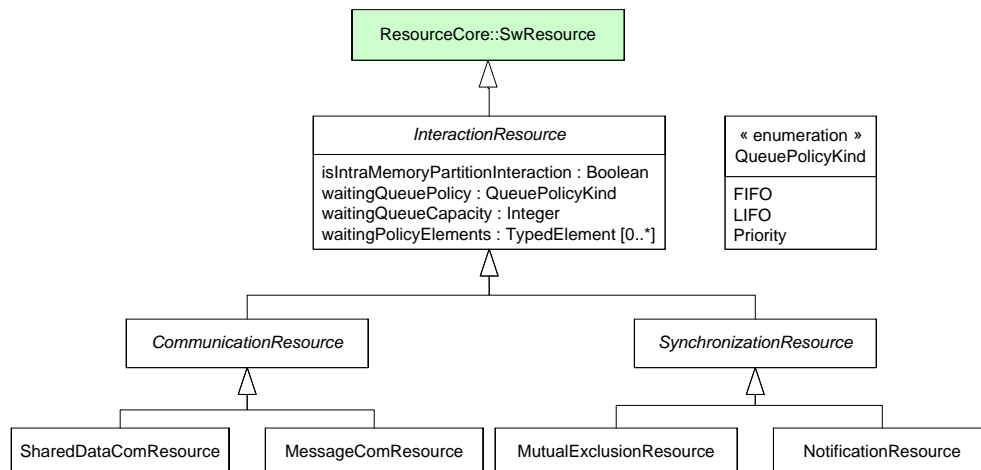 ResourceCore::SwResource
InteractionResource
isIntraMemoryPartitionInteraction : Boolean
waitingQueuePolicy : QueuePolicyKind
waitingQueueCapacity : Integer
waitingPolicyElements : TypedElement [0..*]
« enumeration »
QueuePolicyKind
FIFO
LIFO
Priority
CommunicationResource
SynchronizationResource
SharedDataComResource
MessageComResource
MutualExclusionResource
NotificationResource